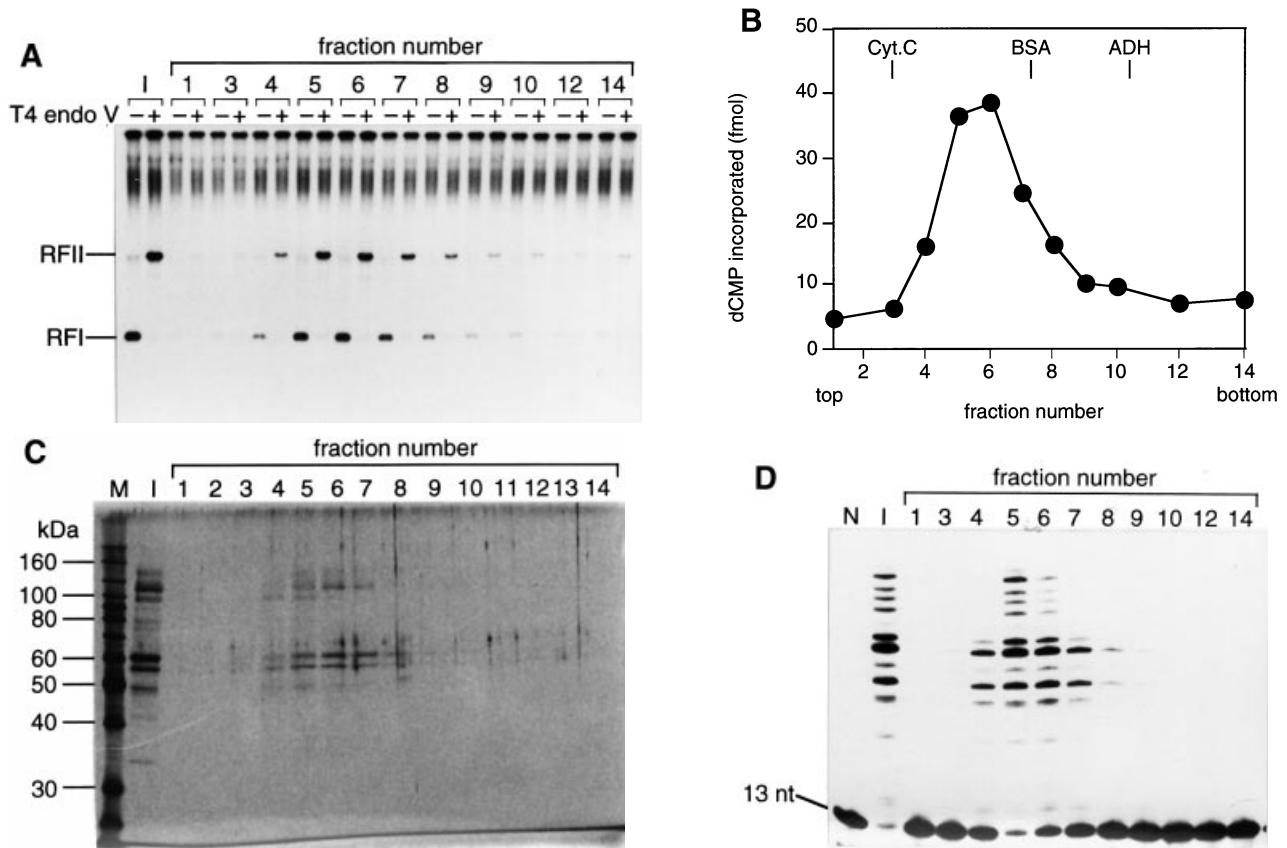 A
fraction number
I 1 3 4 5 6 7 8 9 10 12 14
T4 endo V − + − + − + − + − + − + − + − + − + − + − + − +
RFII
RFI
B
50
Cyt.C BSA ADH
40
30
20
10
0
dCMP incorporated (fmol)
2 4 6 8 10 12 14
top bottom
fraction number
C
fraction number
M I 1 2 3 4 5 6 7 8 9 10 11 12 13 14
kDa
160
100
80
60
50
40
30
D
fraction number
N I 1 3 4 5 6 7 8 9 10 12 14
13 nt